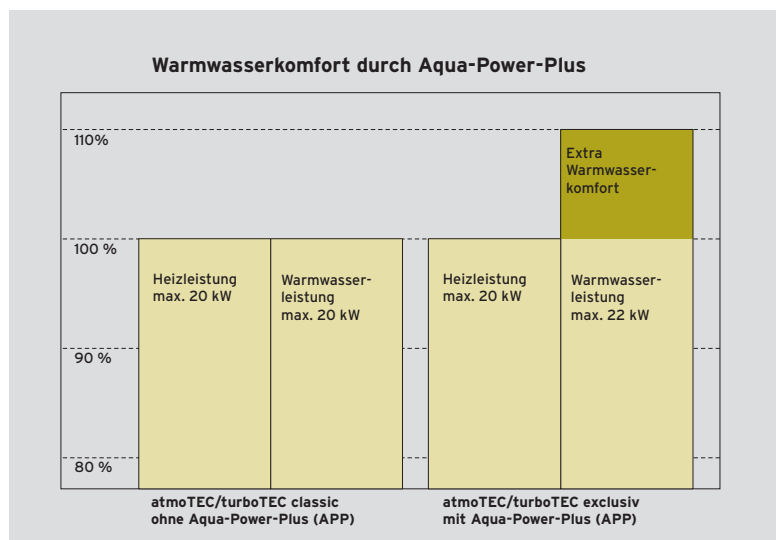 Warmwasserkomfort durch Aqua-Power-Plus
110%
Extra
Warmwasser-
komfort
100 %
Heizleistung
max. 20 kW
Warmwasser-
leistung
max. 20 kW
Heizleistung
max. 20 kW
Warmwasser-
leistung
max. 22 kW
90 %
80 %
atmoTEC/turboTEC classic
ohne Aqua-Power-Plus (APP)
atmoTEC/turboTEC exclusiv
mit Aqua-Power-Plus (APP)